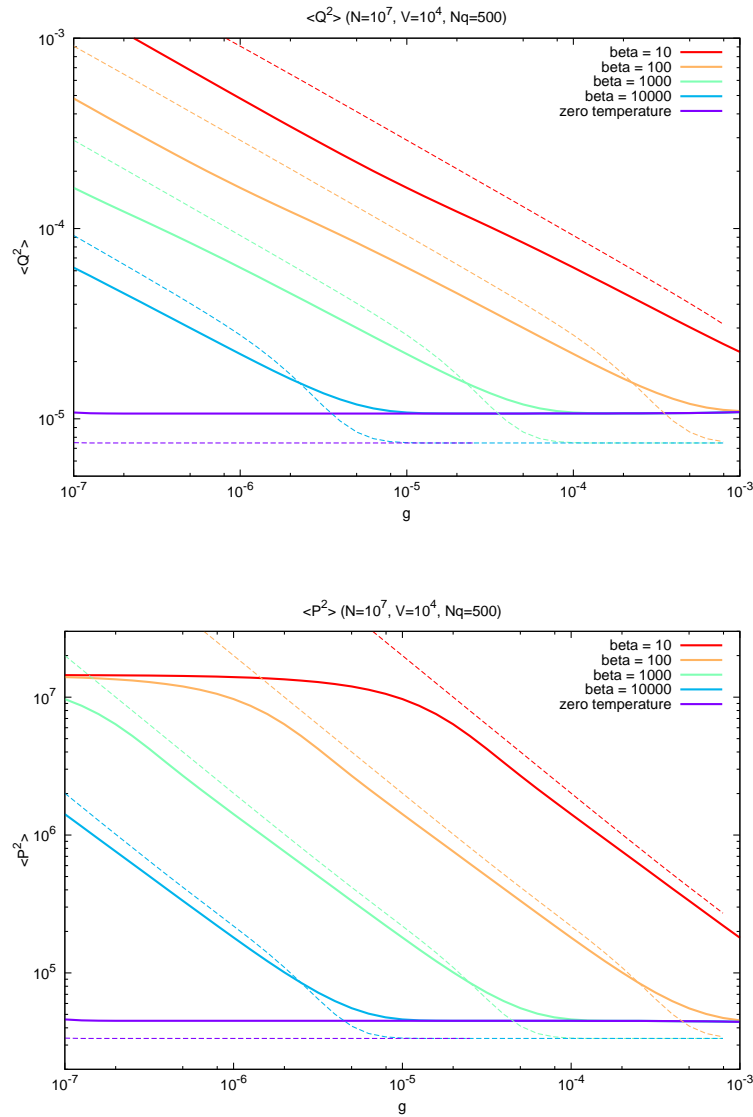 <Q^2> (N=10^7, V=10^4, Nq=500)
10^-3
beta = 10
beta = 100
beta = 1000
beta = 10000
zero temperature
10^-4
<Q^2>
10^-5
10^-7 10^-6 10^-5 10^-4 10^-3
g
<P^2> (N=10^7, V=10^4, Nq=500)
beta = 10
beta = 100
beta = 1000
beta = 10000
zero temperature
10^7
10^6
<P^2>
10^5
10^-7 10^-6 10^-5 10^-4 10^-3
g